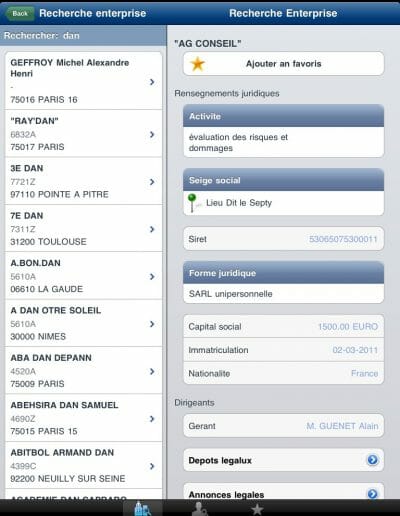 Back
Recherche enterprise
Rechercher: dan
GEFFROY Michel Alexandre
Henri
-
75016 PARIS 16
"RAY'DAN"
6832A
75017 PARIS
3E DAN
7721Z
97110 POINTE A PITRE
7E DAN
7311Z
31200 TOULOUSE
A.BON.DAN
5610A
06610 LA GAUDE
A DAN OTRE SOLEIL
5610A
30000 NIMES
ABA DAN DEPANN
4520A
75009 PARIS
ABEHSIRA DAN SAMUEL
4690Z
75015 PARIS 15
ABITBOL ARMAND DAN
4399C
92200 NEUILLY SUR SEINE
ACADEMIE DAN
Recherche Enterprise
"AG CONSEIL"
Ajouter an favoris
Rensegnements juridiques
Activite
évaluation des risques et
dommages
Seige social
Lieu Dit le Septy
Siret 53065075300011
Forme juridique
SARL unipersonnelle
Capital social 1500.00 EURO
Immatriculation 02-03-2011
Nationalite France
Dirigeants
Gerant M. GUENET Alain
Depots legalux
Annonces legales